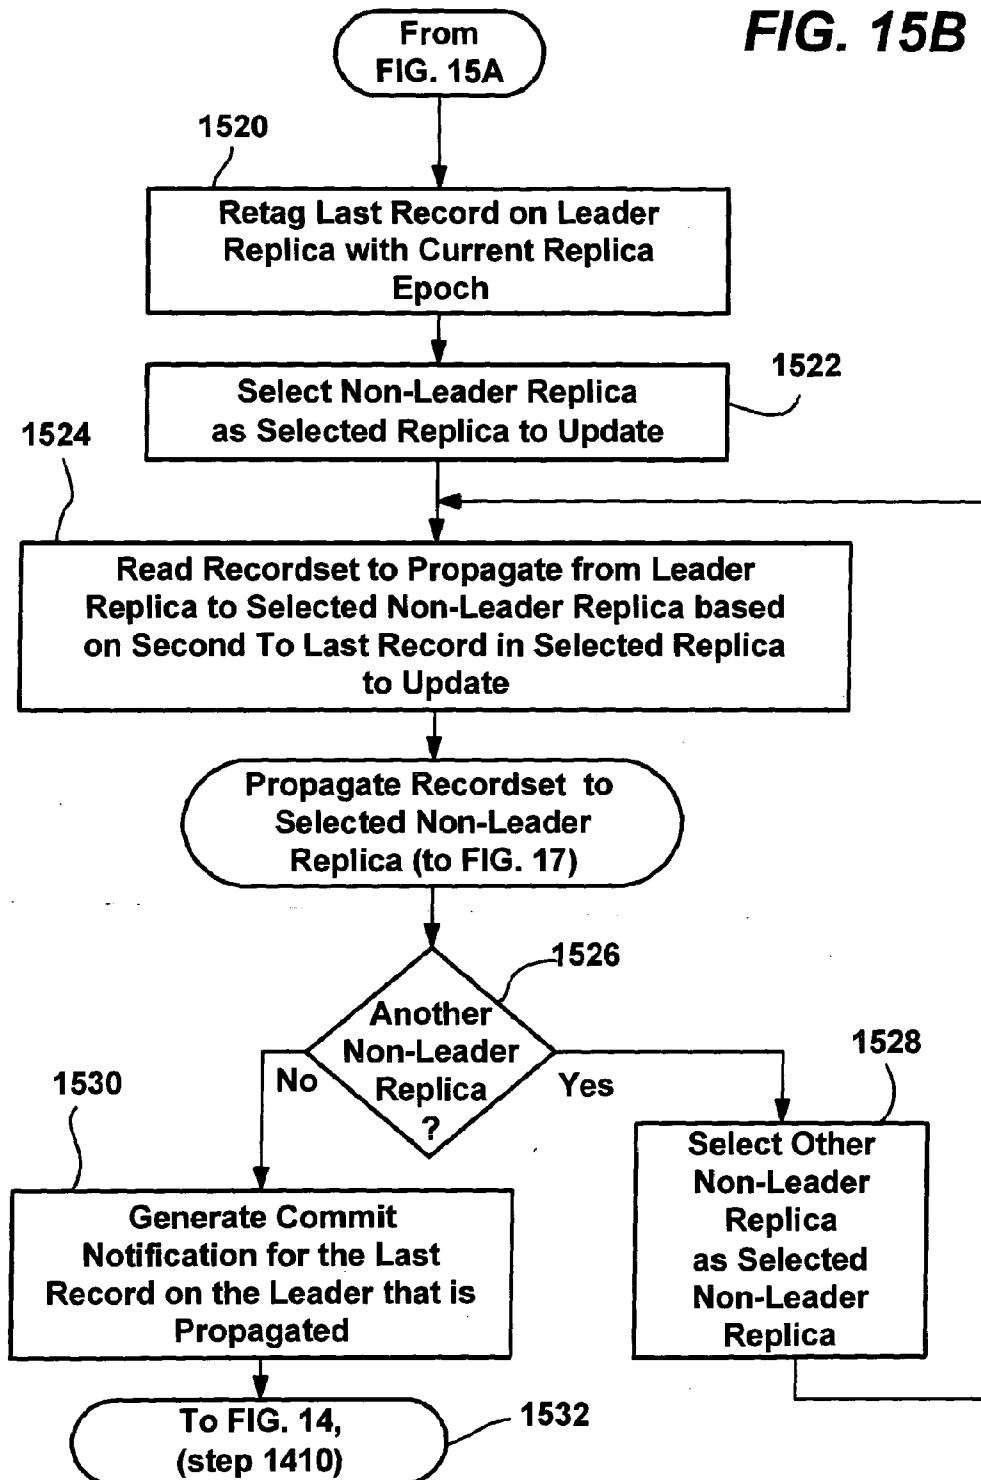 FIG. 15B
From
FIG. 15A
1520
Retag Last Record on Leader
Replica with Current Replica
Epoch
1522
Select Non-Leader Replica
as Selected Replica to Update
1524
Read Recordset to Propagate from Leader
Replica to Selected Non-Leader Replica based
on Second To Last Record in Selected Replica
to Update
Propagate Recordset to
Selected Non-Leader
Replica (to FIG. 17)
1526
Another
Non-Leader
Replica
?
No
Yes
1528
Select Other
Non-Leader
Replica
as Selected
Non-Leader
Replica
1530
Generate Commit
Notification for the Last
Record on the Leader that is
Propagated
To FIG. 14,
(step 1410)
1532